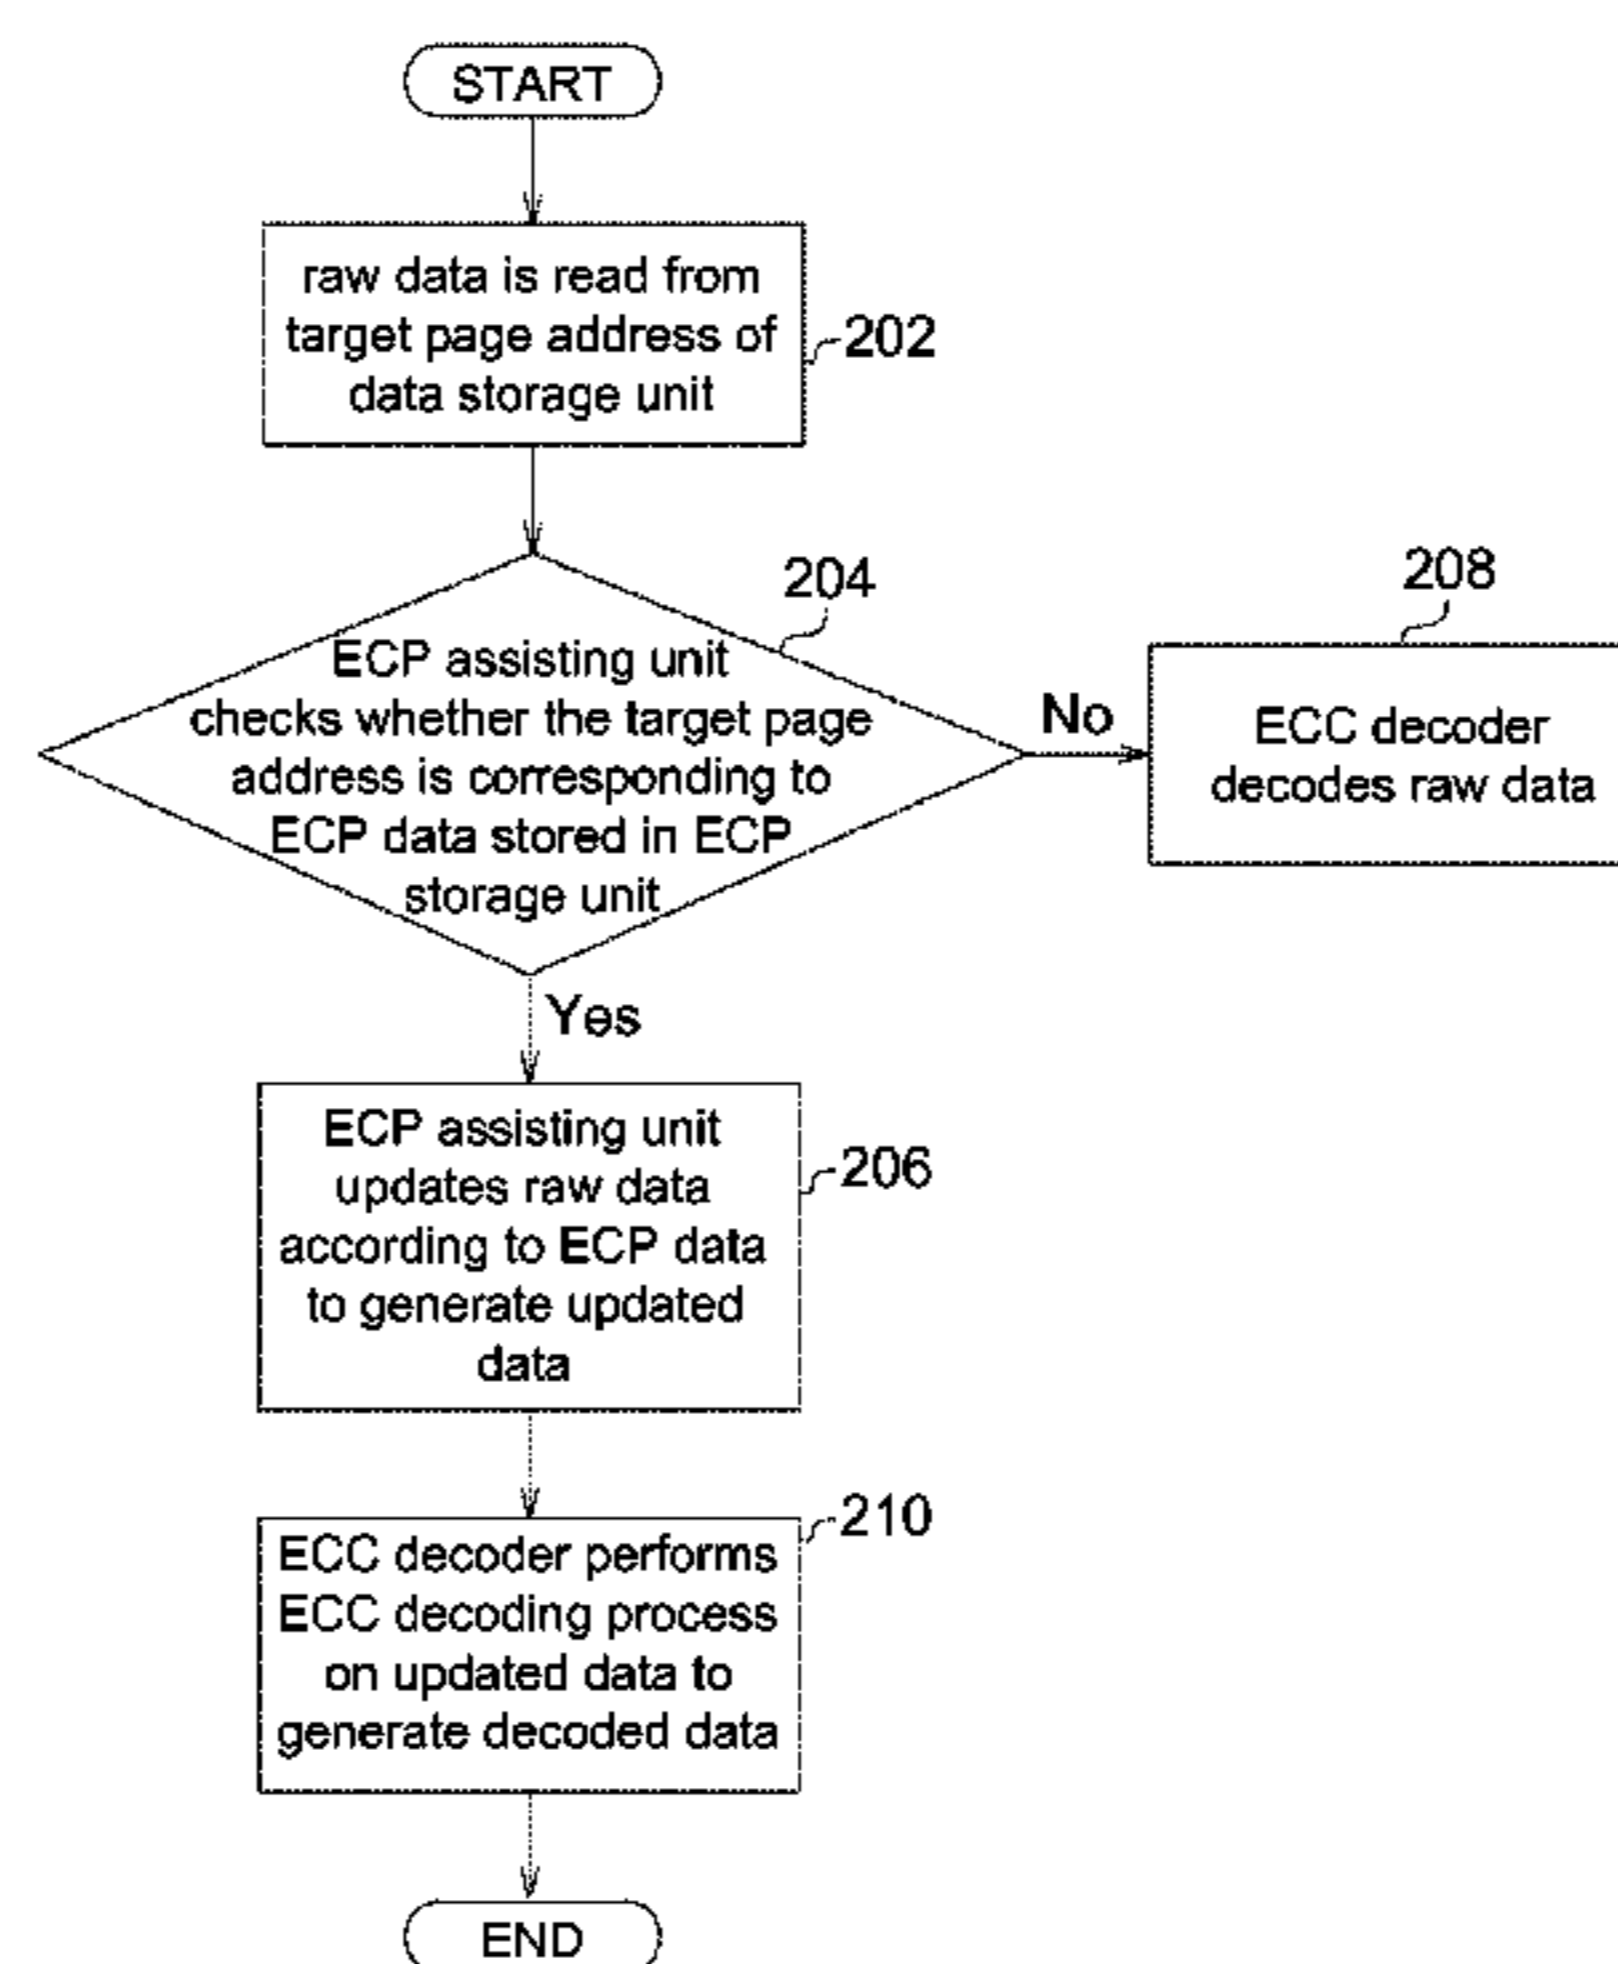 START
raw data is read from
target page address of
data storage unit
202
204
ECP assisting unit
checks whether the target page
address is corresponding to
ECP data stored in ECP
storage unit
No
208
ECC decoder
decodes raw data
Yes
ECP assisting unit
updates raw data
according to ECP data
to generate updated
data
206
ECC decoder performs
ECC decoding process
on updated data to
generate decoded data
210
END